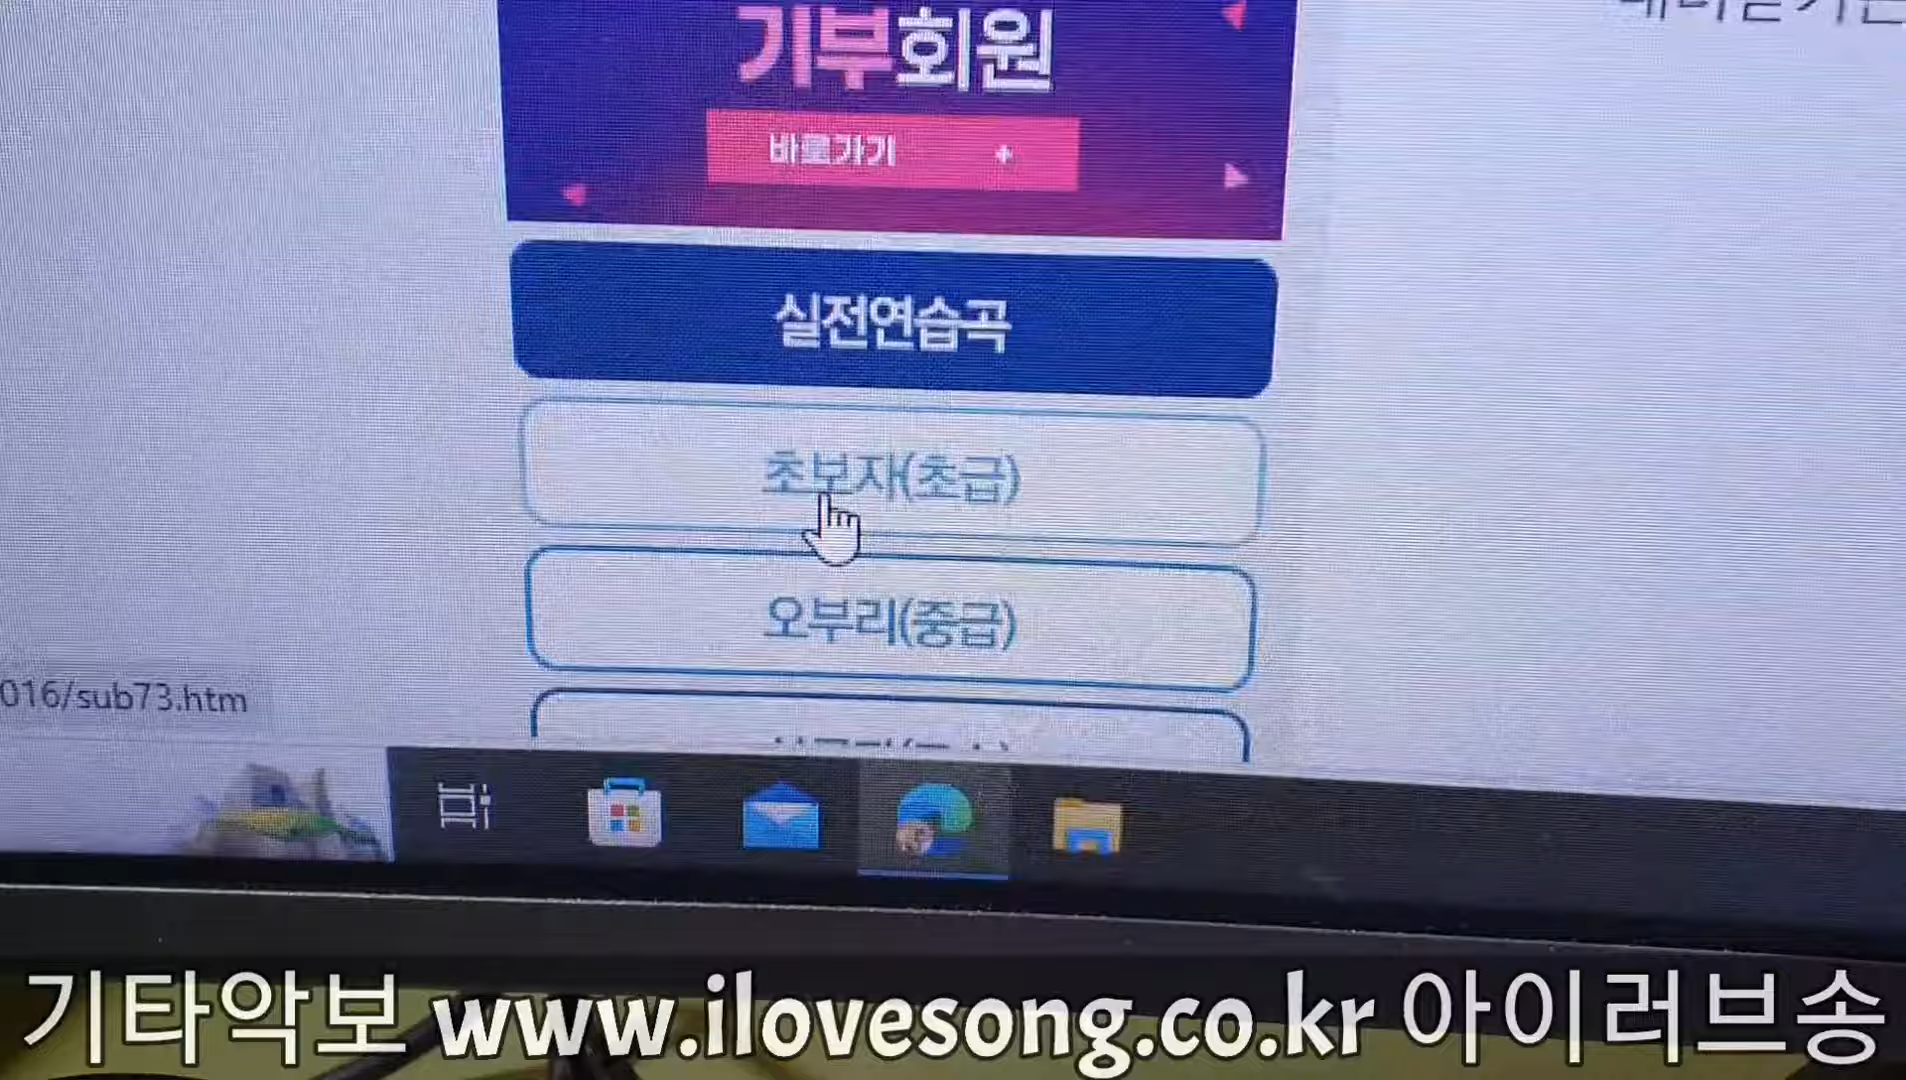 기부회원
바로가기 +
실전연습곡
초보자(초급)
오부리(중급)
016/sub73.htm
기타악보 www.ilovesong.co.kr 아이러브송